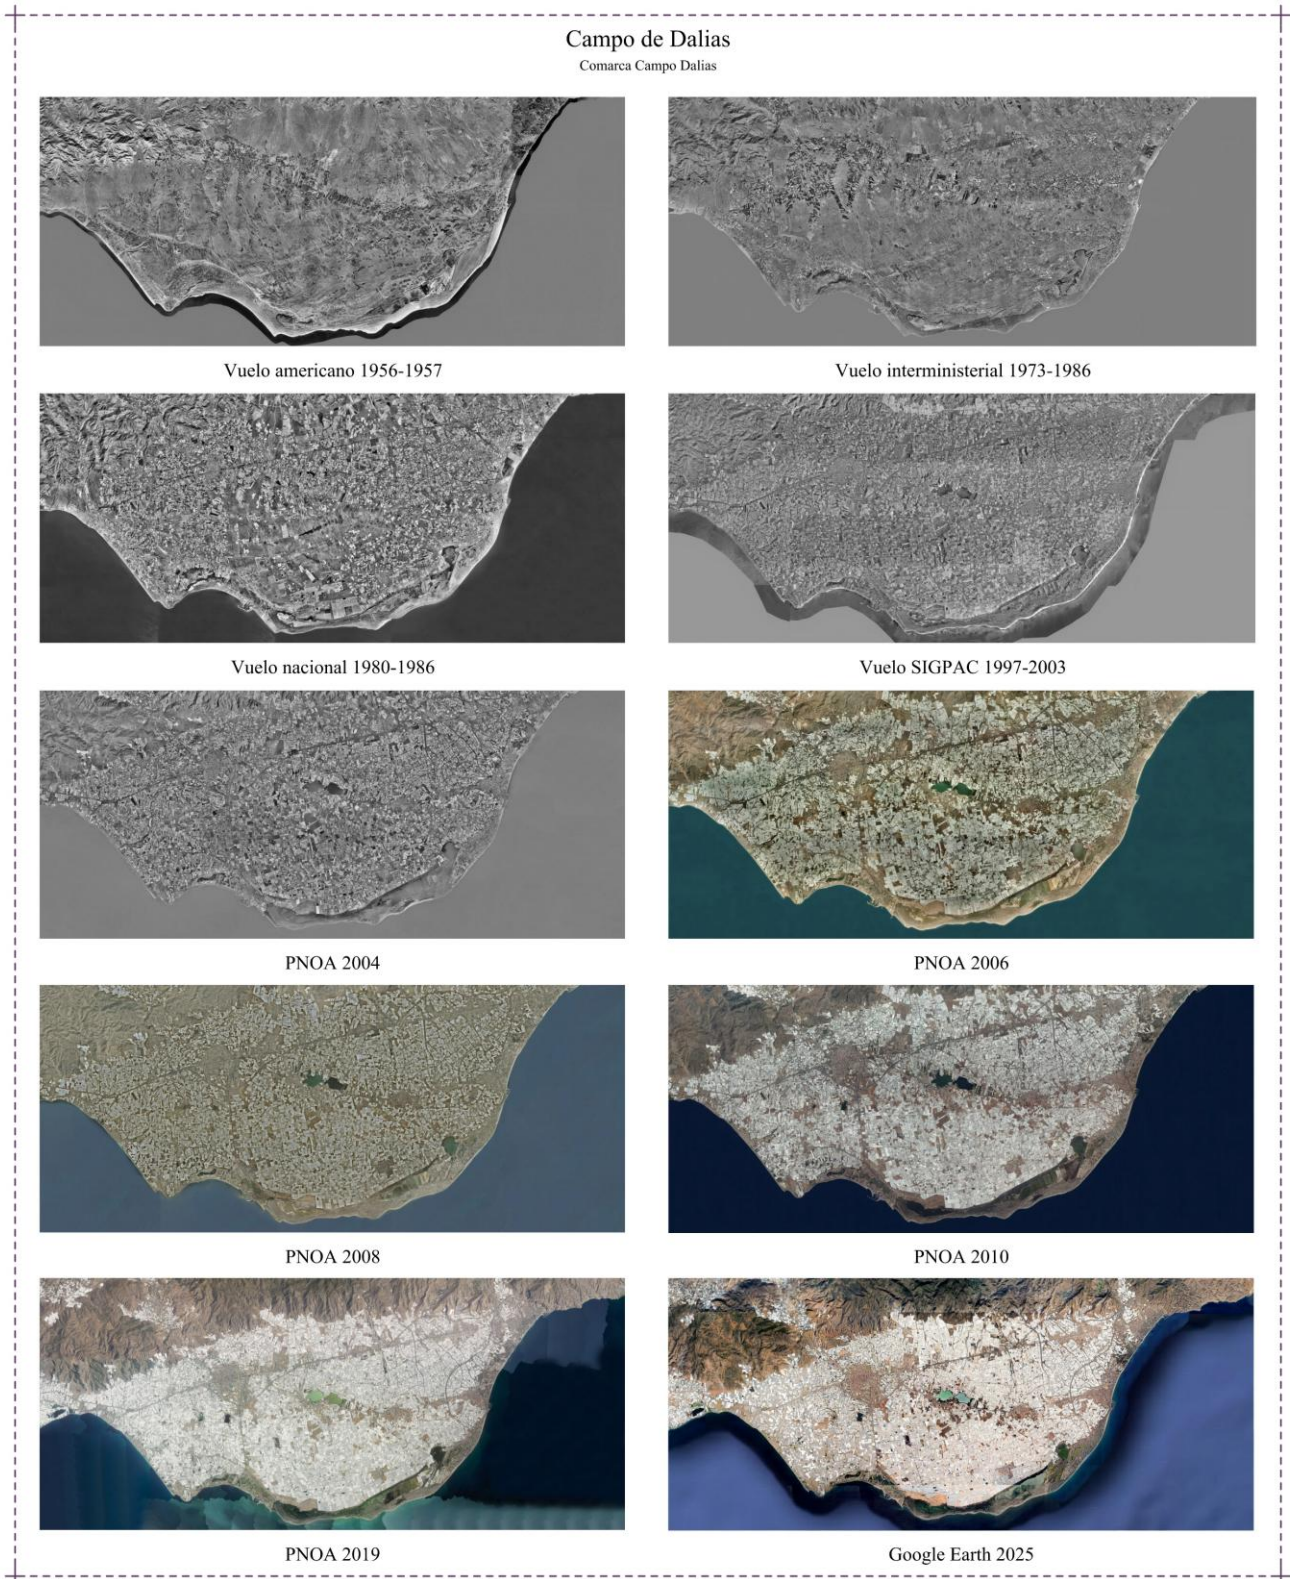 Campo de Dalias
Comarca Campo Dalias
Vuelo americano 1956-1957
Vuelo interministerial 1973-1986
Vuelo nacional 1980-1986
Vuelo SIGPAC 1997-2003
PNOA 2004
PNOA 2006
PNOA 2008
PNOA 2010
PNOA 2019
Google Earth 2025